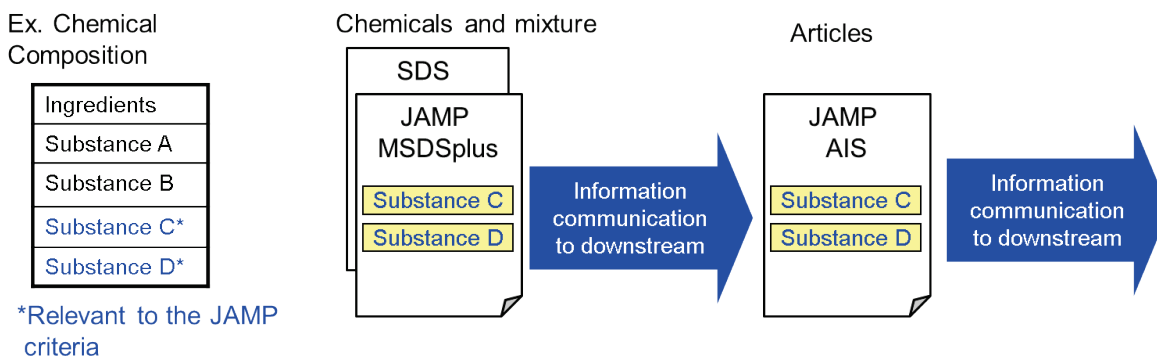 Ex. Chemical
Composition
Ingredients
Substance A
Substance B
Substance C*
Substance D*
*Relevant to the JAMP
criteria
Chemicals and mixture
SDS
JAMP
MSDSplus
Substance C
Substance D
Information
communication
to downstream
Articles
JAMP
AIS
Substance C
Substance D
Information
communication
to downstream